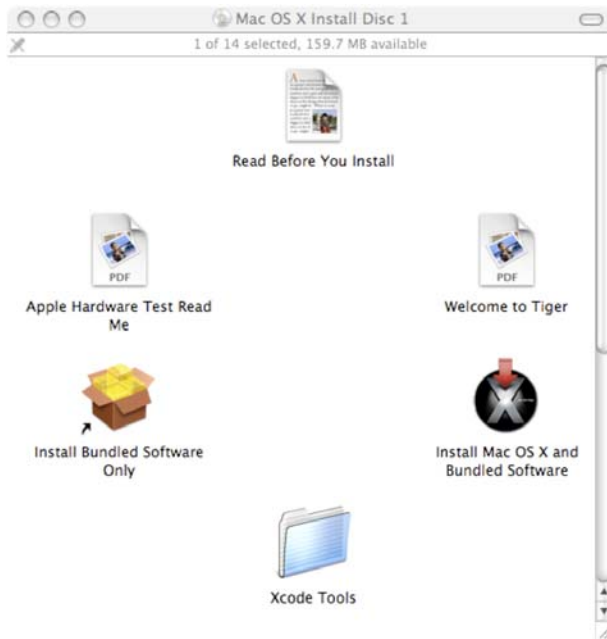 Mac OS X Install Disc 1
1 of 14 selected, 159.7 MB available
Read Before You Install
PDF
PDF
Apple Hardware Test Read
Me
Welcome to Tiger
Install Bundled Software
Only
X
Install Mac OS X and
Bundled Software
Xcode Tools